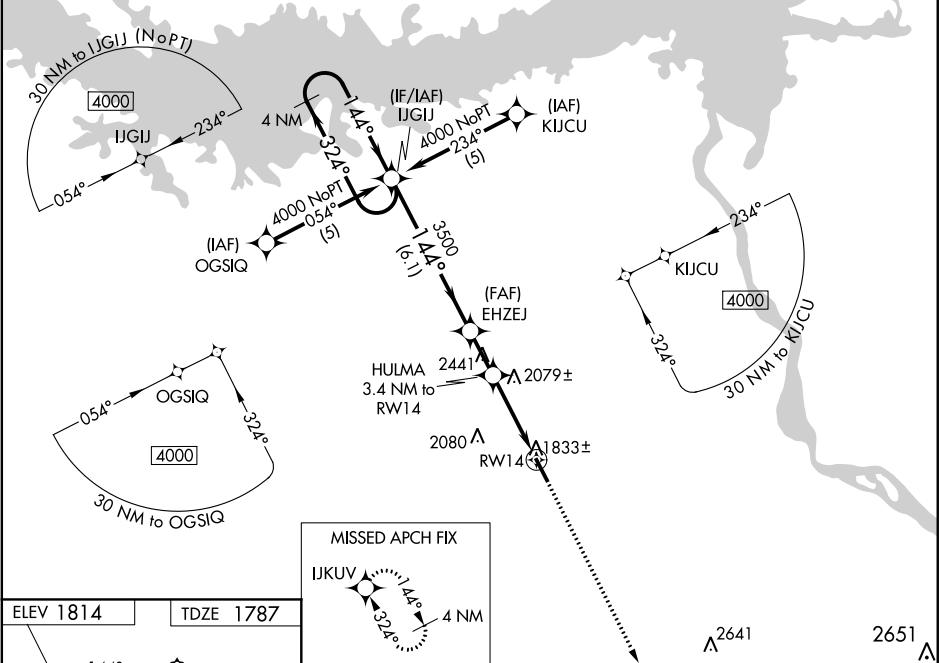 30 NM to IJGIJ (NoPT)
4000
IJGIJ
234°
054°
4 NM
144°
324°
(IF/IAF)
IJGIJ
(IAF)
KIJCU
4000 NoPT
234°
(5)
4000 NoPT
054°
(5)
(IAF)
OGSIQ
3500
144°
(6.1)
(FAF)
EHZEJ
234°
KIJCU
4000
324°
30 NM to KIJCU
HULMA
3.4 NM to
RW14
2441
2079±
2080
RW14
1833±
054°
OGSIQ
324°
4000
30 NM to OGSIQ
MISSED APCH FIX
IJKUV
144°
324°
4 NM
2641
2651
ELEV 1814
TDZE 1787